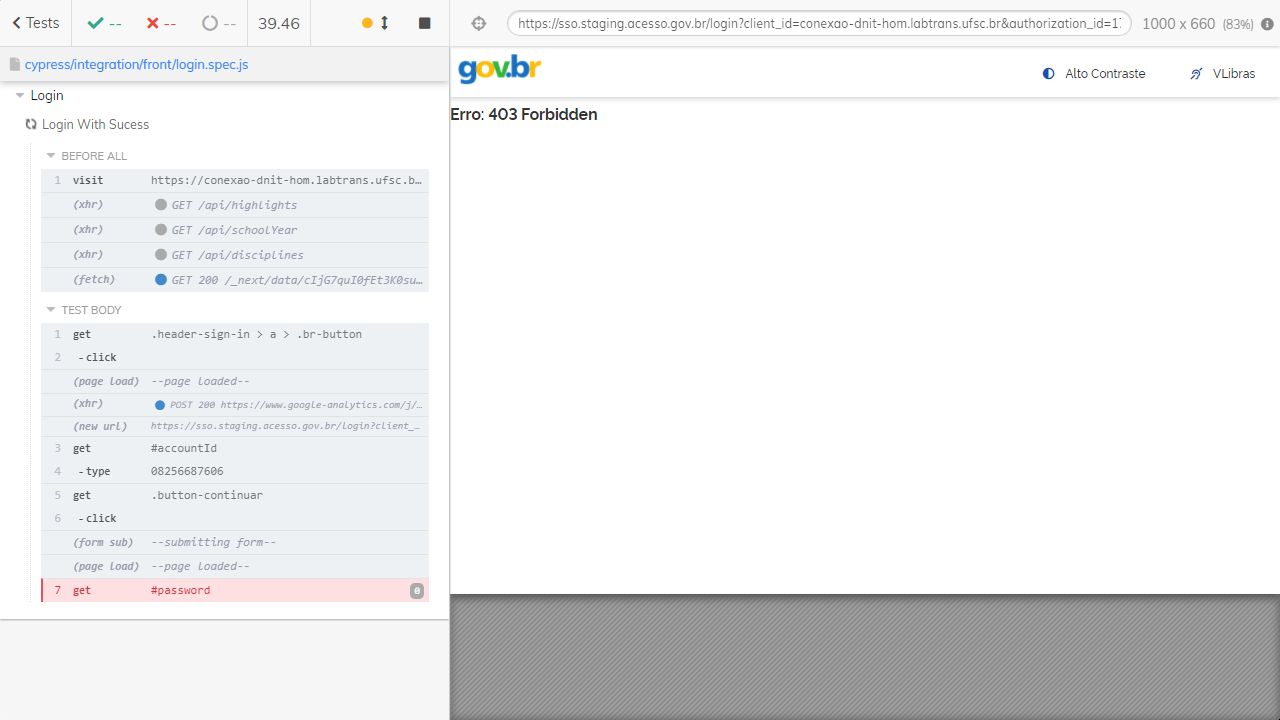 Tests
--
--
--
39.46
https://sso.staging.acesso.gov.br/login?client_id=conexao-dnit-hom.labtrans.ufsc.br&authorization_id=1
1000 x 660 (83%)
cypress/integration/front/login.spec.js
Login
Login With Sucess
BEFORE ALL
1 visit https://conexao-dnit-hom.labtrans.ufsc.b…
(xhr) GET /api/highlights
(xhr) GET /api/schoolYear
(xhr) GET /api/disciplines
(fetch) GET 200 /_next/data/cIjG7quI0fEt3K0su…
TEST BODY
1 get .header-sign-in > a > .br-button
2 -click
(page load) --page loaded--
(xhr) POST 200 https://www.google-analytics.com/j/…
(new url) https://sso.staging.acesso.gov.br/login?client_…
3 get #accountId
4 -type 08256687606
5 get .button-continuar
6 -click
(form sub) --submitting form--
(page load) --page loaded--
7 get #password 0
gov.br
Alto Contraste
VLibras
Erro: 403 Forbidden